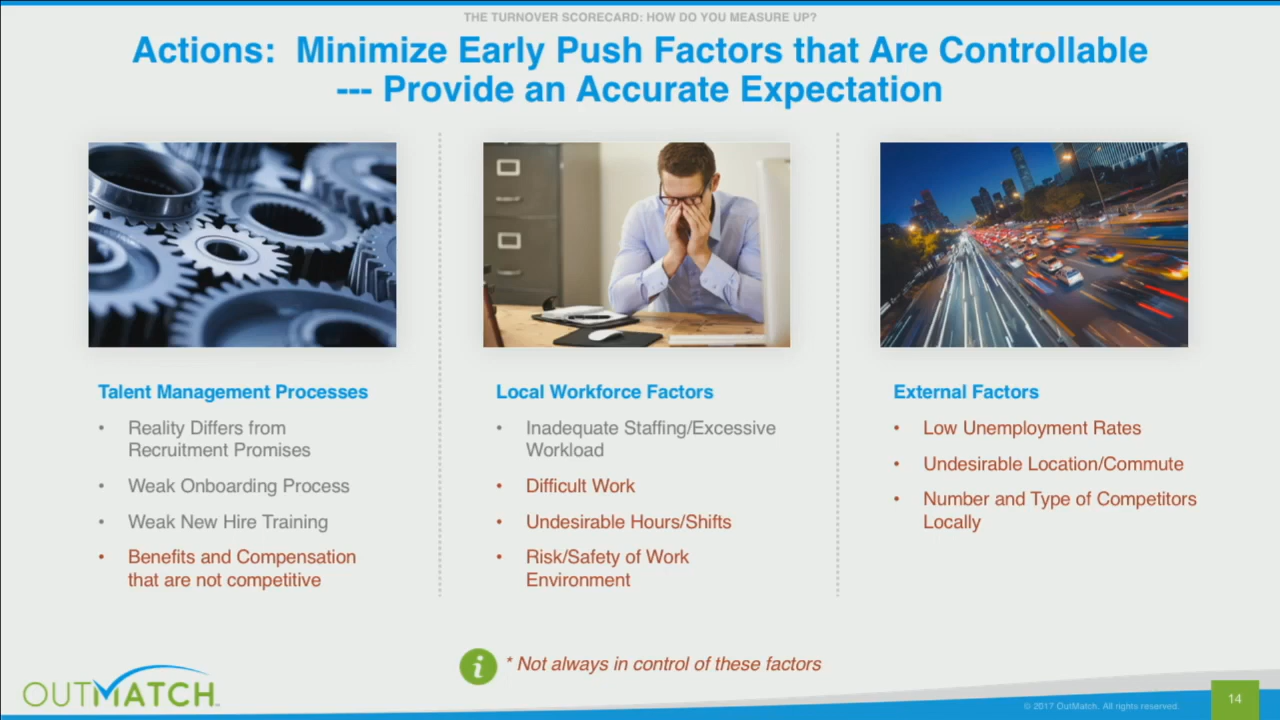 THE TURNOVER SCORECARD: HOW DO YOU MEASURE UP?
Actions: Minimize Early Push Factors that Are Controllable
--- Provide an Accurate Expectation
Talent Management Processes
• Reality Differs from
Recruitment Promises
• Weak Onboarding Process
• Weak New Hire Training
• Benefits and Compensation
that are not competitive
Local Workforce Factors
• Inadequate Staffing/Excessive
Workload
• Difficult Work
• Undesirable Hours/Shifts
• Risk/Safety of Work
Environment
External Factors
• Low Unemployment Rates
• Undesirable Location/Commute
• Number and Type of Competitors
Locally
i * Not always in control of these factors
OUTMATCH™
© 2017 OutMatch. All rights reserved.
14